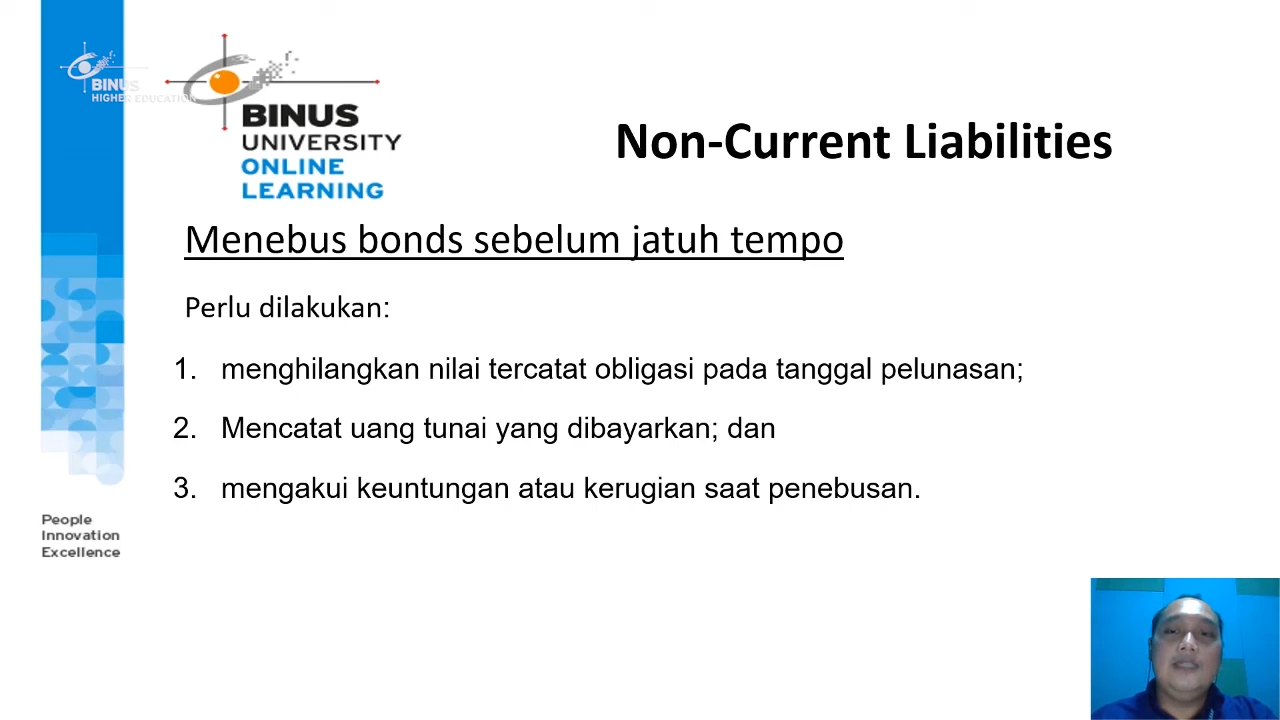 BINUS
HIGHER EDUCATION
BINUS
UNIVERSITY
ONLINE
LEARNING
Non-Current Liabilities
Menebus bonds sebelum jatuh tempo
Perlu dilakukan:
1. menghilangkan nilai tercatat obligasi pada tanggal pelunasan;
2. Mencatat uang tunai yang dibayarkan; dan
3. mengakui keuntungan atau kerugian saat penebusan.
People
Innovation
Excellence